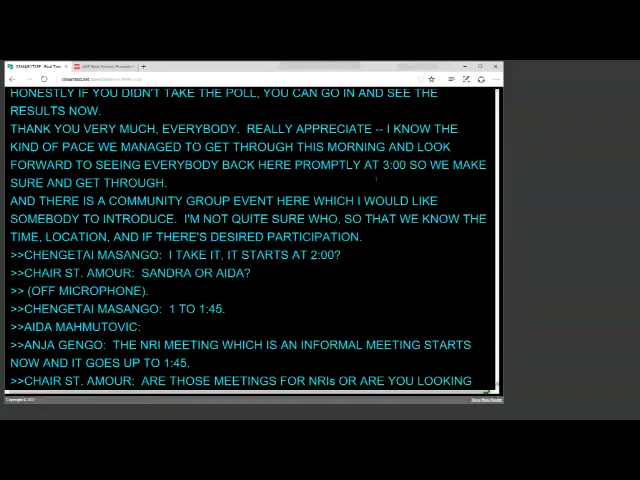 HONESTLY IF YOU DIDN'T TAKE THE POLL, YOU CAN GO IN AND SEE THE
RESULTS NOW.
THANK YOU VERY MUCH, EVERYBODY.  REALLY APPRECIATE -- I KNOW THE
KIND OF PACE WE MANAGED TO GET THROUGH THIS MORNING AND LOOK
FORWARD TO SEEING EVERYBODY BACK HERE PROMPTLY AT 3:00 SO WE MAKE
SURE AND GET THROUGH.
AND THERE IS A COMMUNITY GROUP EVENT HERE WHICH I WOULD LIKE
SOMEBODY TO INTRODUCE.  I'M NOT QUITE SURE WHO, SO THAT WE KNOW THE
TIME, LOCATION, AND IF THERE'S DESIRED PARTICIPATION.
>>CHENGETAI MASANGO:  I TAKE IT, IT STARTS AT 2:00?
>>CHAIR ST. AMOUR:  SANDRA OR AIDA?
>> (OFF MICROPHONE).
>>CHENGETAI MASANGO:  1 TO 1:45.
>>AIDA MAHMUTOVIC:
>>ANJA GENGO:  THE NRI MEETING WHICH IS AN INFORMAL MEETING STARTS
NOW AND IT GOES UP TO 1:45.
>>CHAIR ST. AMOUR:  ARE THOSE MEETINGS FOR NRIs OR ARE YOU LOOKING